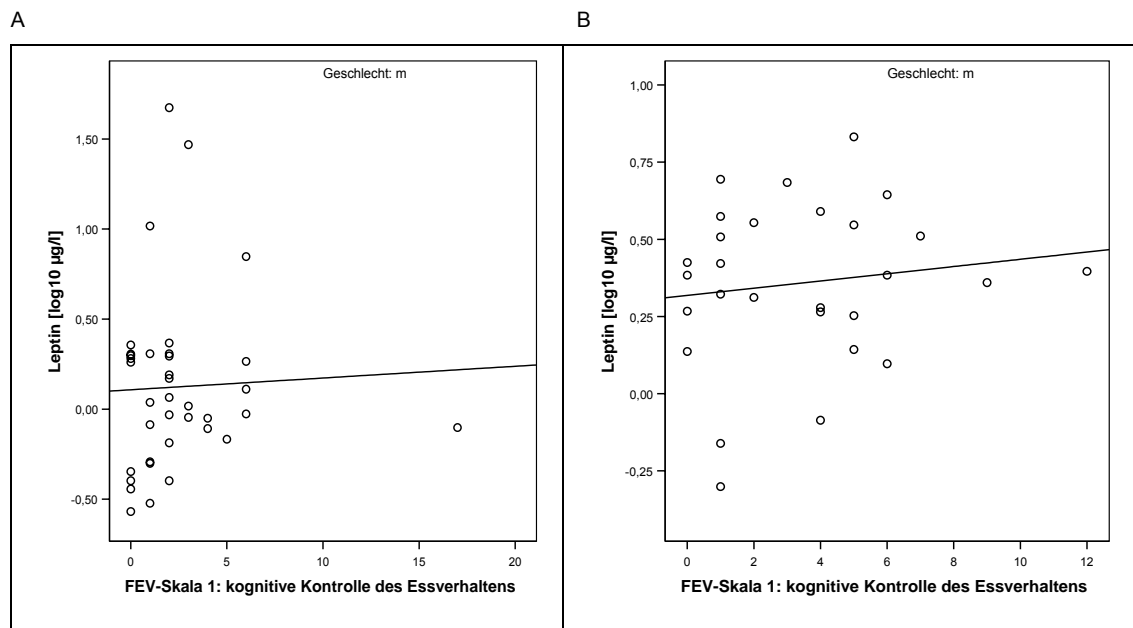 A
Geschlecht: m
1,50
1,00
0,50
0,00
-0,50
Leptin [log10 µg/l]
0 5 10 15 20
FEV-Skala 1: kognitive Kontrolle des Essverhaltens
B
Geschlecht: m
1,00
0,75
0,50
0,25
0,00
-0,25
Leptin [log10 µg/l]
0 2 4 6 8 10 12
FEV-Skala 1: kognitive Kontrolle des Essverhaltens